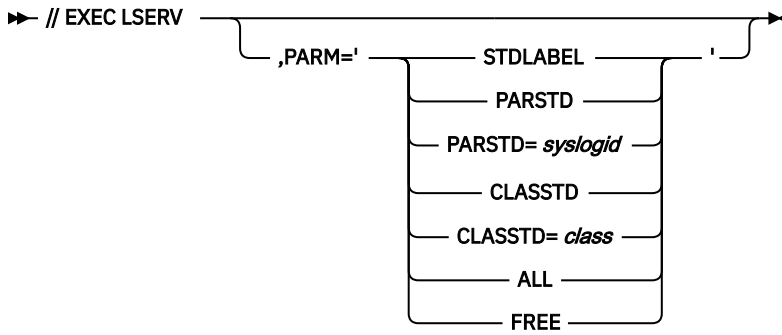 // EXEC LSERV
,PARM=' STDLABEL '
PARSTD
PARSTD= syslogid
CLASSTD
CLASSTD= class
ALL
FREE